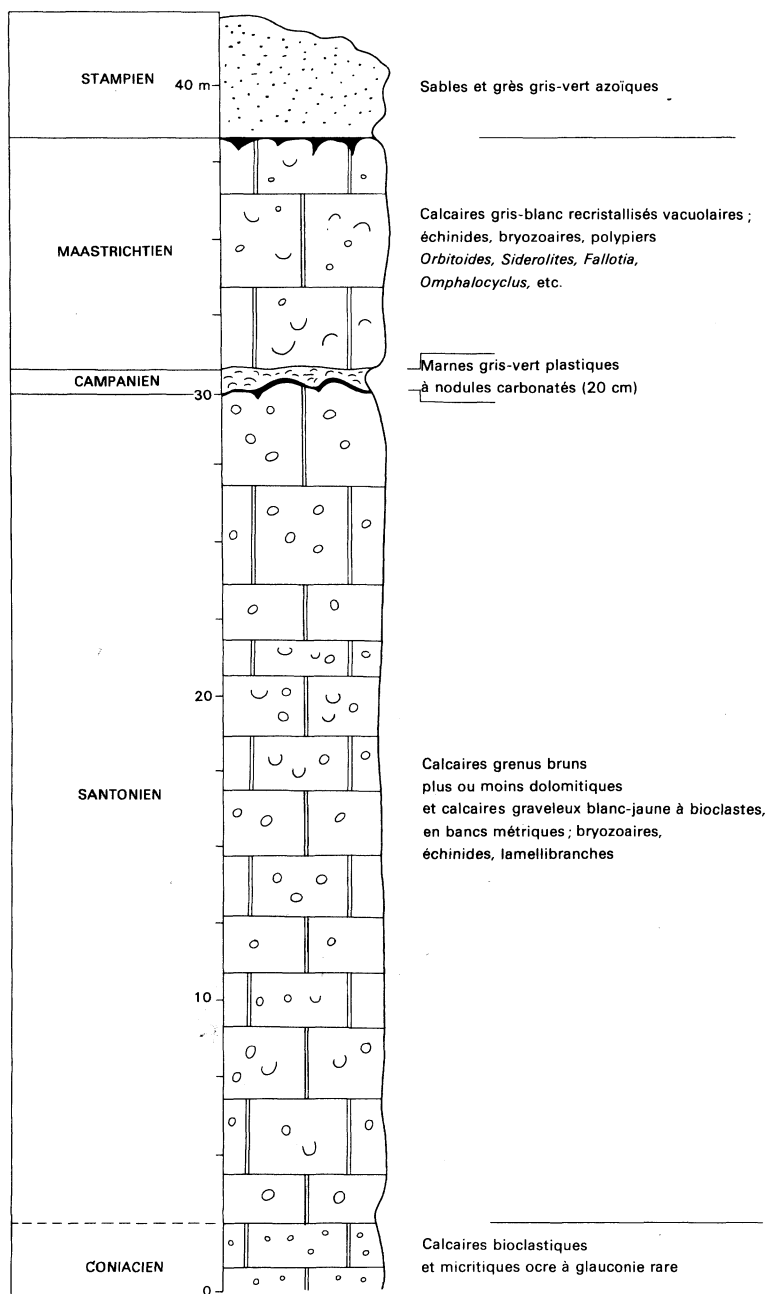 STAMPIEN
40 m
Sables et grès gris-vert azoïques
MAASTRICHTIEN
Calcaires gris-blanc recristallisés vacuolaires ;
échinides, bryozoaires, polypiers
Orbitoides, Siderolites, Fallotia,
Omphalocyclus, etc.
CAMPANIEN
Marnes gris-vert plastiques
à nodules carbonatés (20 cm)
30
20
SANTONIEN
Calcaires grenus bruns
plus ou moins dolomitiques
et calcaires graveleux blanc-jaune à bioclastes,
en bancs métriques ; bryozoaires,
échinides, lamellibranches
10
CONIACIEN
Calcaires bioclastiques
et micritiques ocre à glauconie rare
0